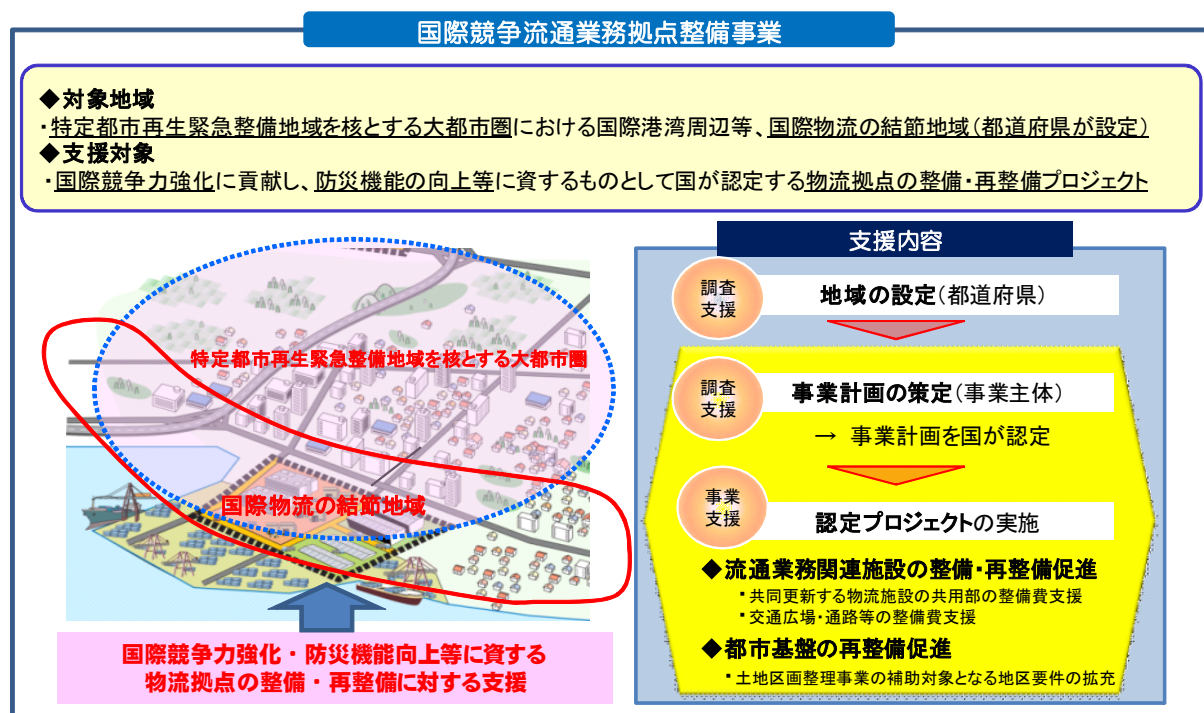 国際競争流通業務拠点整備事業
◆対象地域
・特定都市再生緊急整備地域を核とする大都市圏における国際港湾周辺等、国際物流の結節地域（都道府県が設定）
◆支援対象
・国際競争力強化に貢献し、防災機能の向上等に資するものとして国が認定する物流拠点の整備・再整備プロジェクト
特定都市再生緊急整備地域を核とする大都市圏
国際物流の結節地域
国際競争力強化・防災機能向上等に資する
物流拠点の整備・再整備に対する支援
支援内容
調査
支援
地域の設定（都道府県）
調査
支援
事業計画の策定（事業主体）
→ 事業計画を国が認定
事業
支援
認定プロジェクトの実施
◆流通業務関連施設の整備・再整備促進
・共同更新する物流施設の共用部の整備費支援
・交通広場・通路等の整備費支援
◆都市基盤の再整備促進
・土地区画整理事業の補助対象となる地区要件の拡充